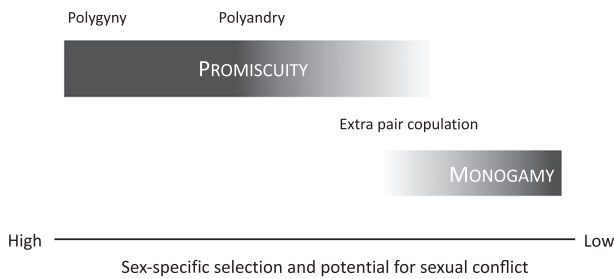 Polygyny Polyandry
PROMISCUITY
Extra pair copulation
MONOGAMY
High Low
Sex-specific selection and potential for sexual conflict